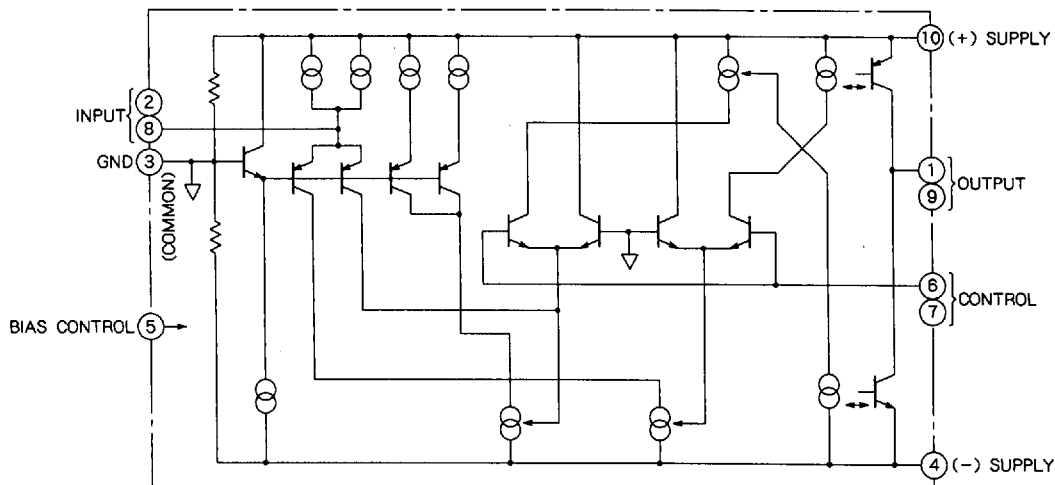 10 (+) SUPPLY
INPUT 2
8
GND 3
(COMMON)
1 OUTPUT
9
6 CONTROL
7
BIAS CONTROL 5
4 (-) SUPPLY